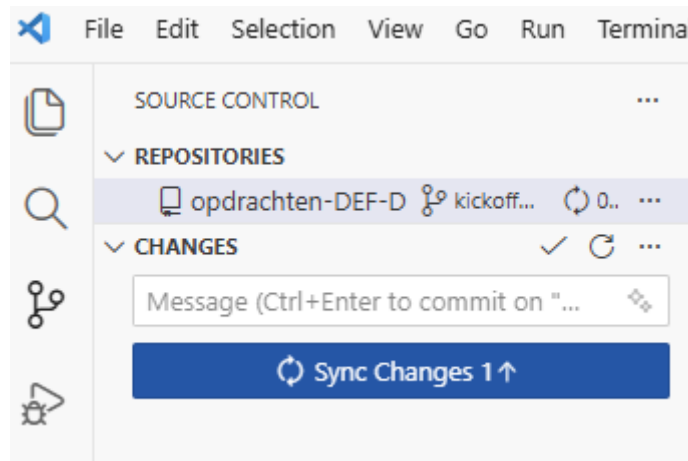 File Edit Selection View Go Run Termina
SOURCE CONTROL
REPOSITORIES
opdrachten-DEF-D kickoff... 0..
CHANGES
Message (Ctrl+Enter to commit on "...
Sync Changes 1↑